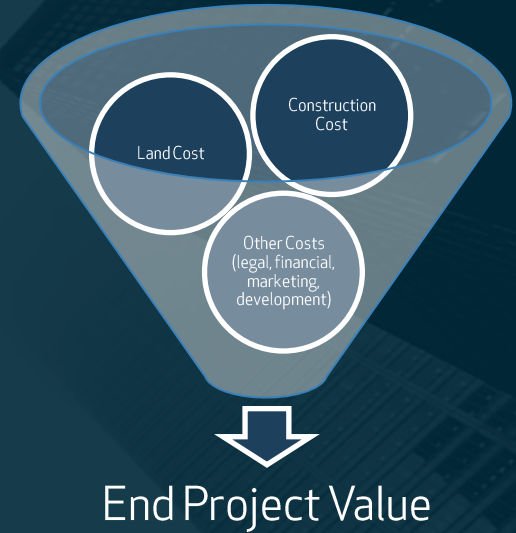 Construction
Cost
Land Cost
Other Costs
(legal, financial,
marketing,
development)
End Project Value